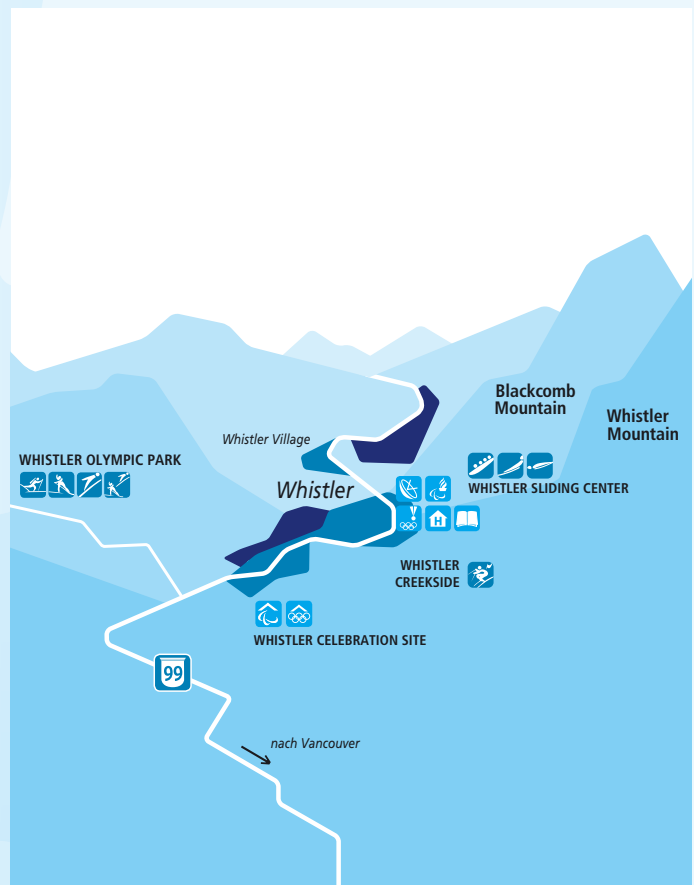 Blackcomb
Mountain
Whistler
Mountain
Whistler Village
WHISTLER OLYMPIC PARK
Whistler
WHISTLER SLIDING CENTER
H
WHISTLER
CREEKSIDE
WHISTLER CELEBRATION SITE
99
nach Vancouver